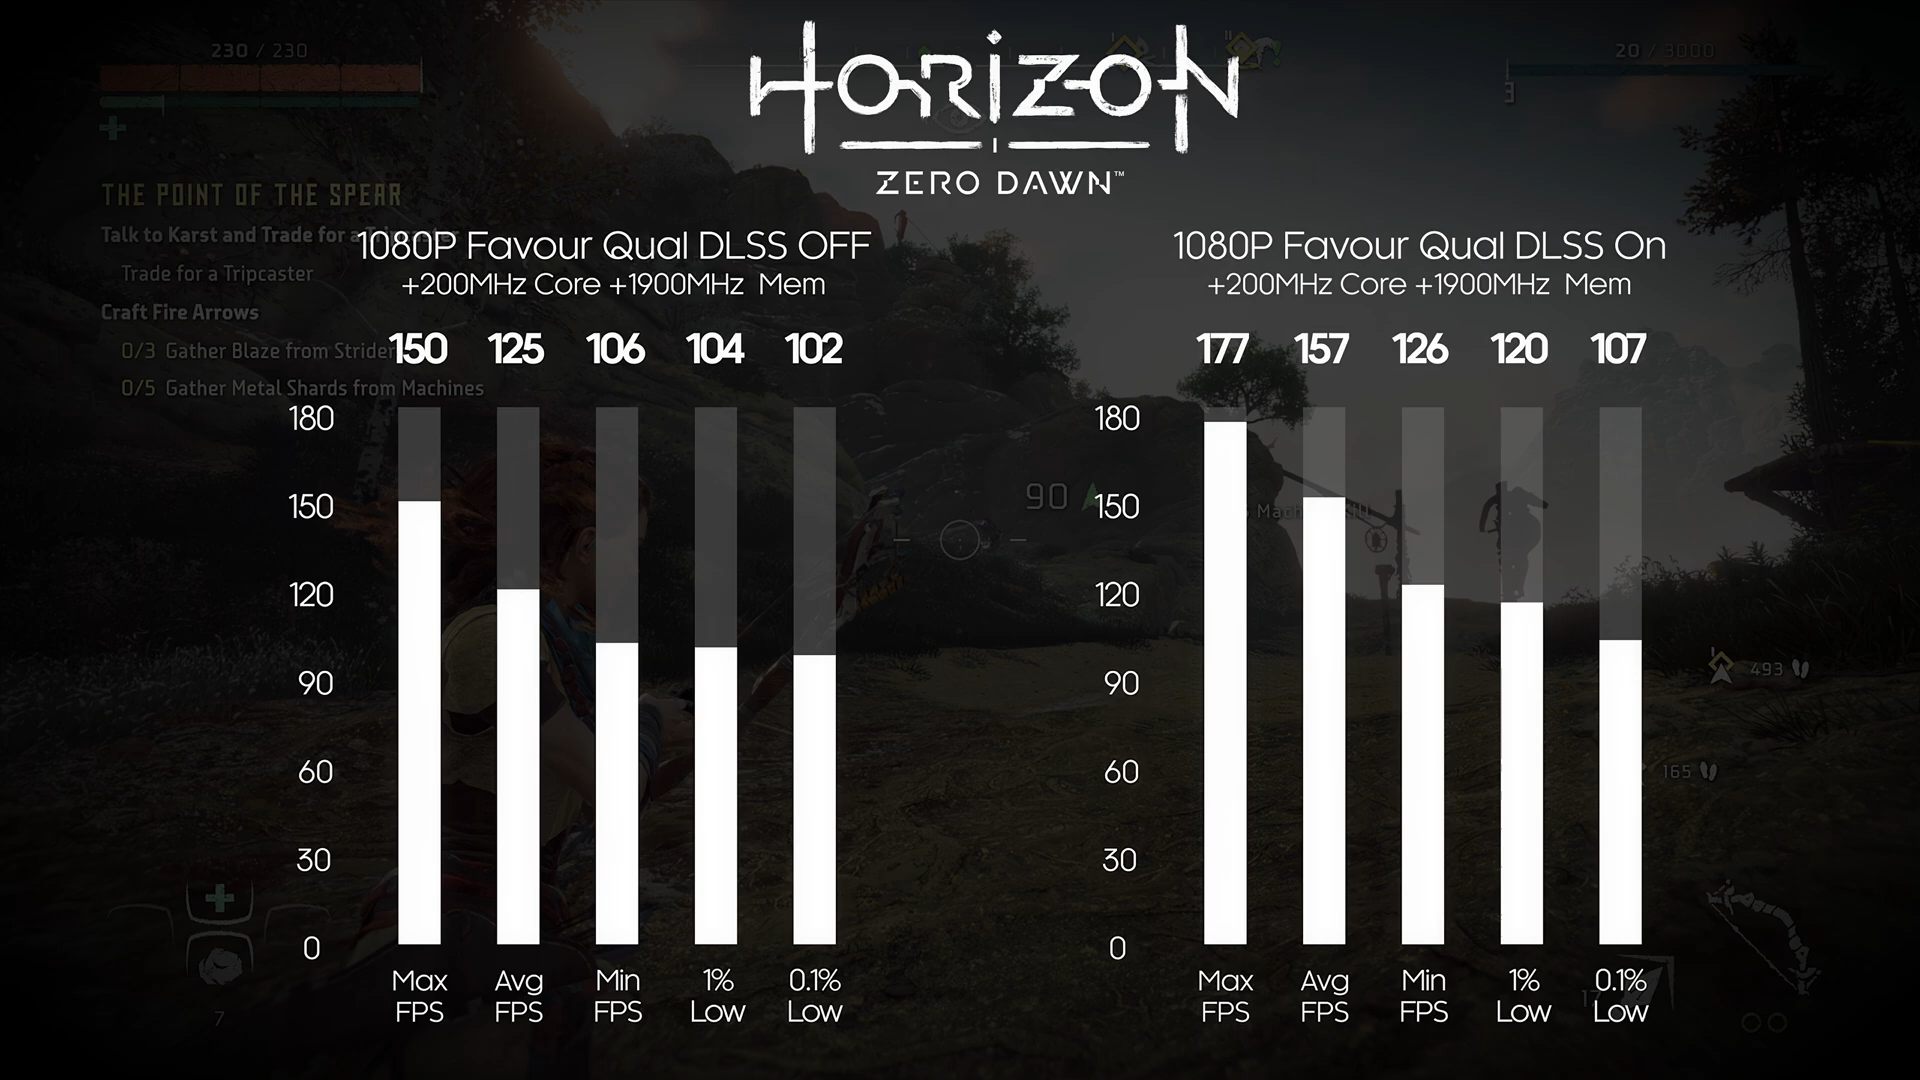 230 / 230
20 / 3000
3
HORIZON
ZERO DAWN™
THE POINT OF THE SPEAR
Talk to Karst and Trade for a Tripcaster
Trade for a Tripcaster
Craft Fire Arrows
0/3 Gather Blaze from Strider
0/5 Gather Metal Shards from Machines
1080P Favour Qual DLSS OFF
+200MHz Core +1900MHz Mem
150 125 106 104 102
180
150
120
90
60
30
0
Max FPS
Avg FPS
Min FPS
1% Low
0.1% Low
90
1080P Favour Qual DLSS On
+200MHz Core +1900MHz Mem
177 157 126 120 107
180
150
120
90
60
30
0
Max FPS
Avg FPS
Min FPS
1% Low
0.1% Low
493
165
7